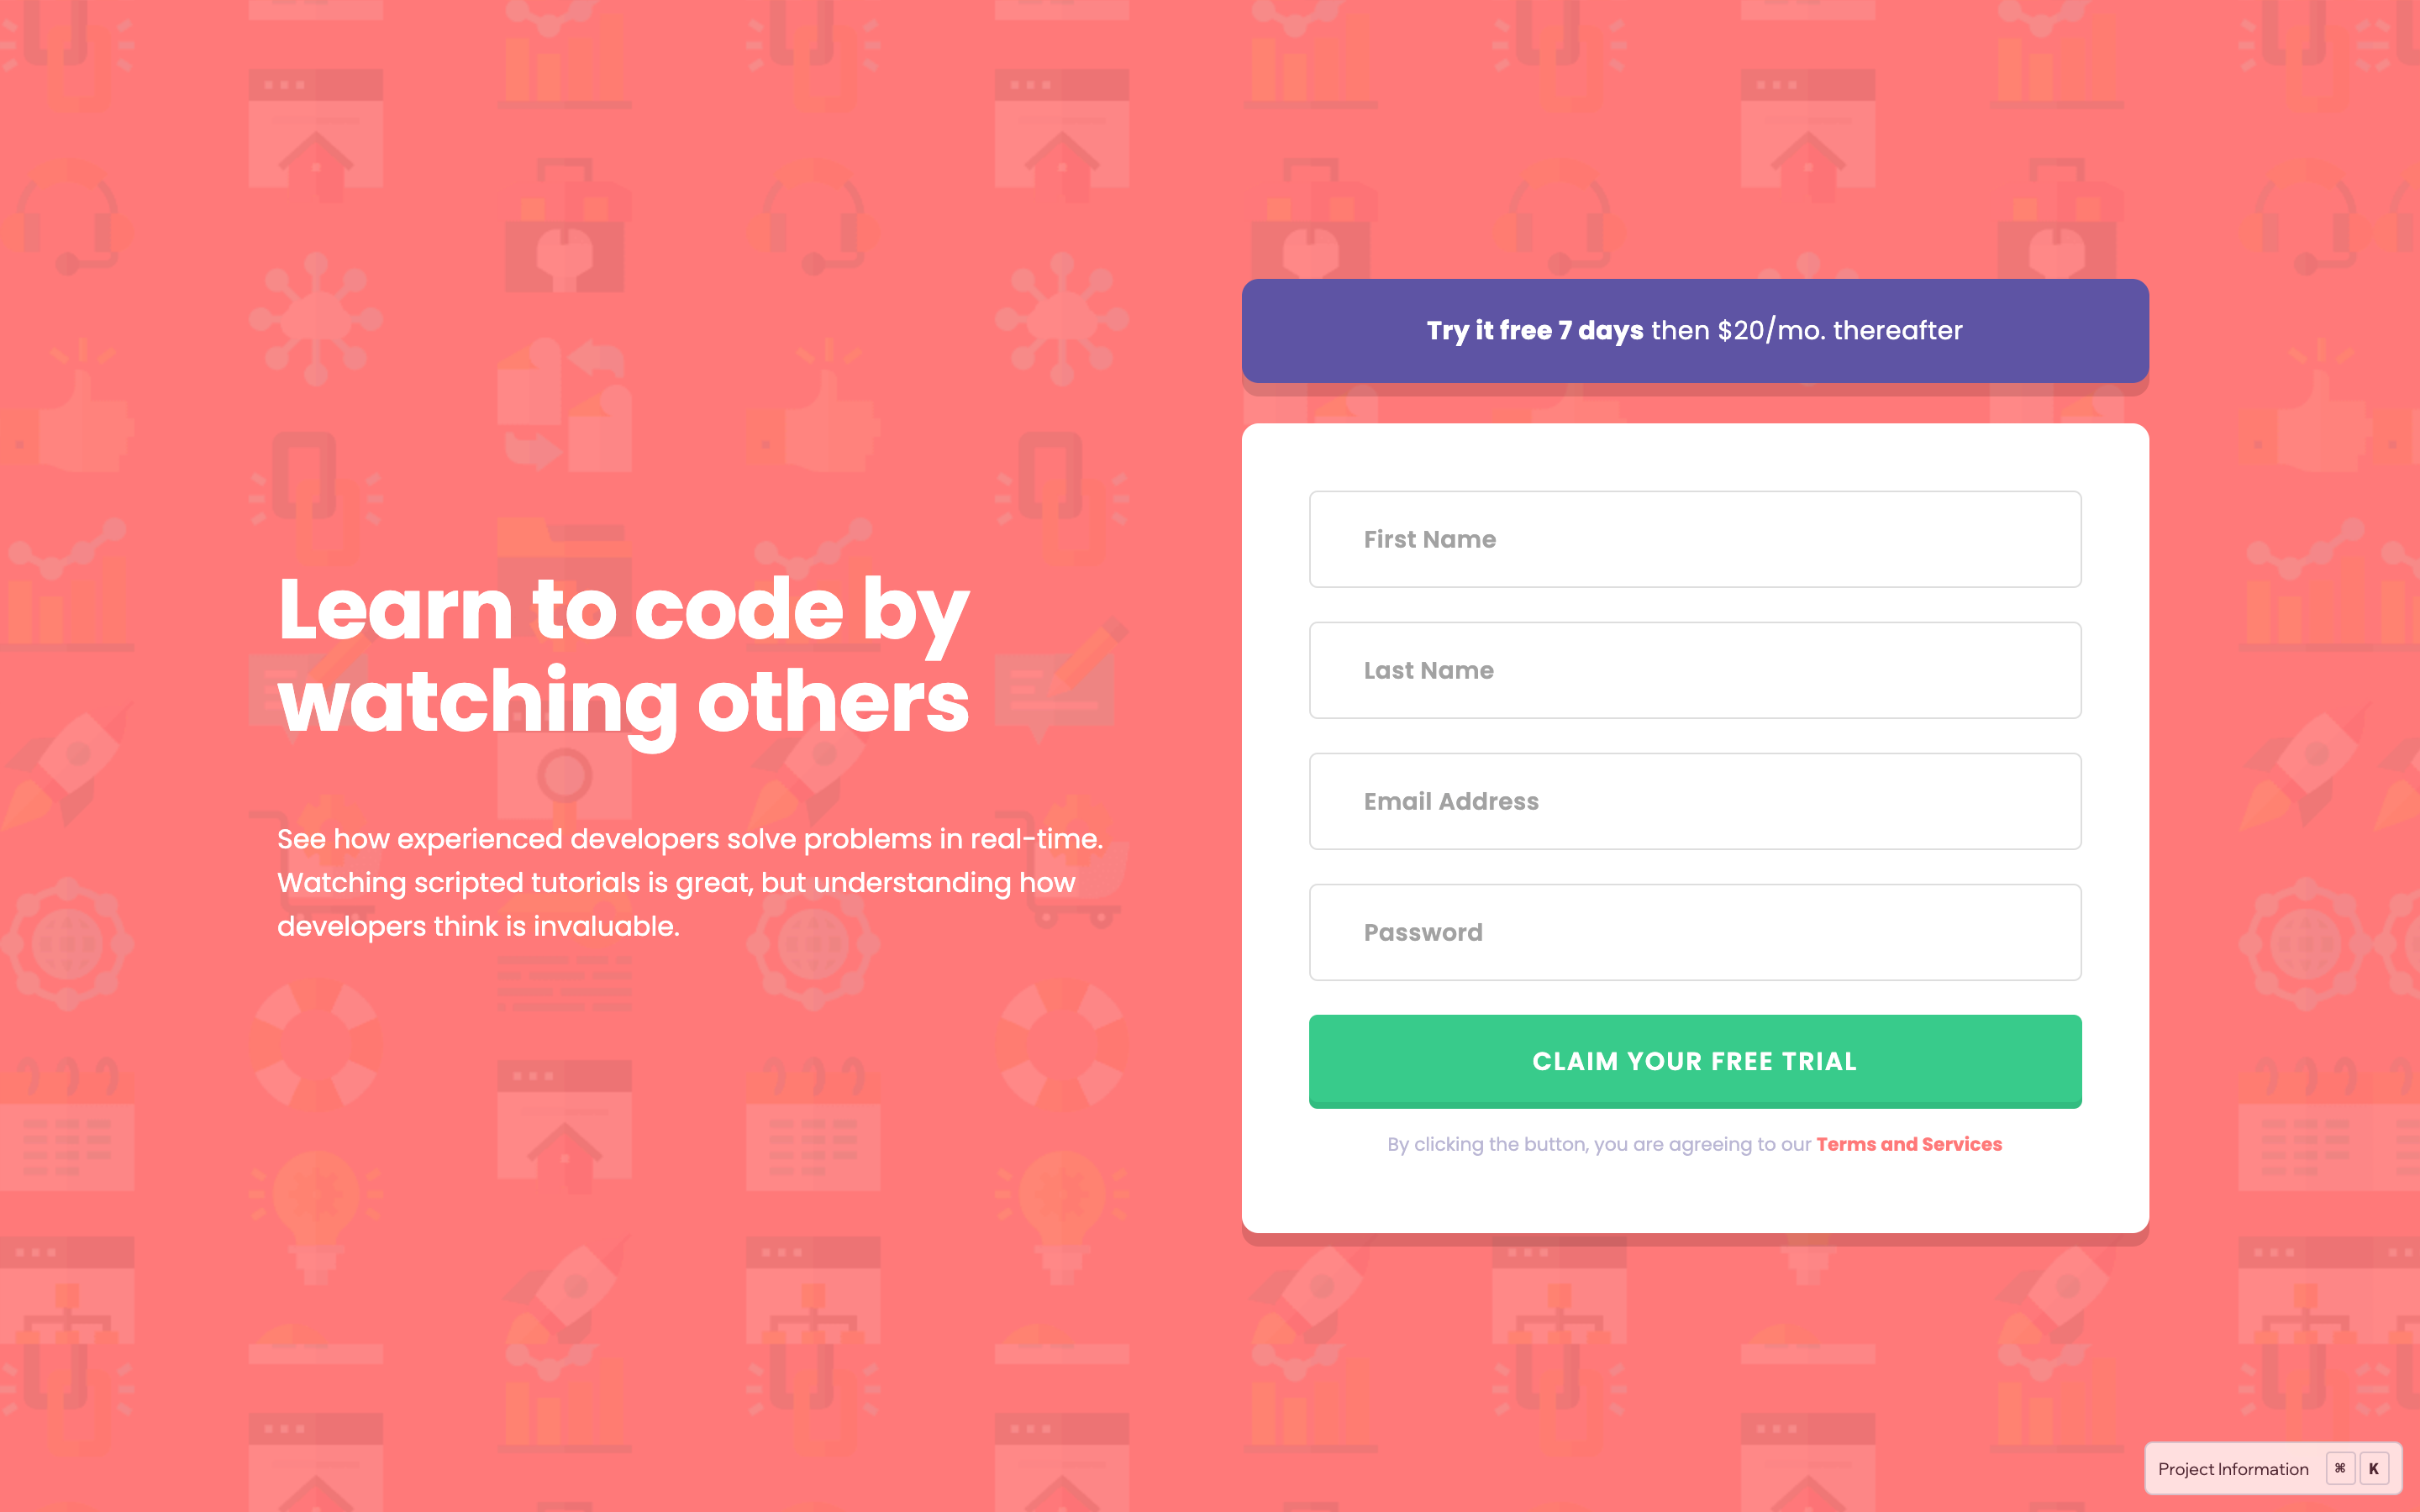 Learn to code by
watching others
See how experienced developers solve problems in real-time.
Watching scripted tutorials is great, but understanding how
developers think is invaluable.
Try it free 7 days then $20/mo. thereafter
First Name
Last Name
Email Address
Password
CLAIM YOUR FREE TRIAL
By clicking the button, you are agreeing to our Terms and Services
Project Information ⌘ K